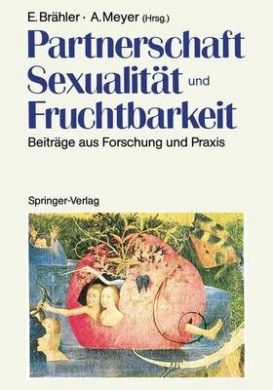 E. Brähler · A. Meyer (Hrsg.)
Partnerschaft
Sexualität und
Fruchtbarkeit
Beiträge aus Forschung und Praxis
Springer-Verlag